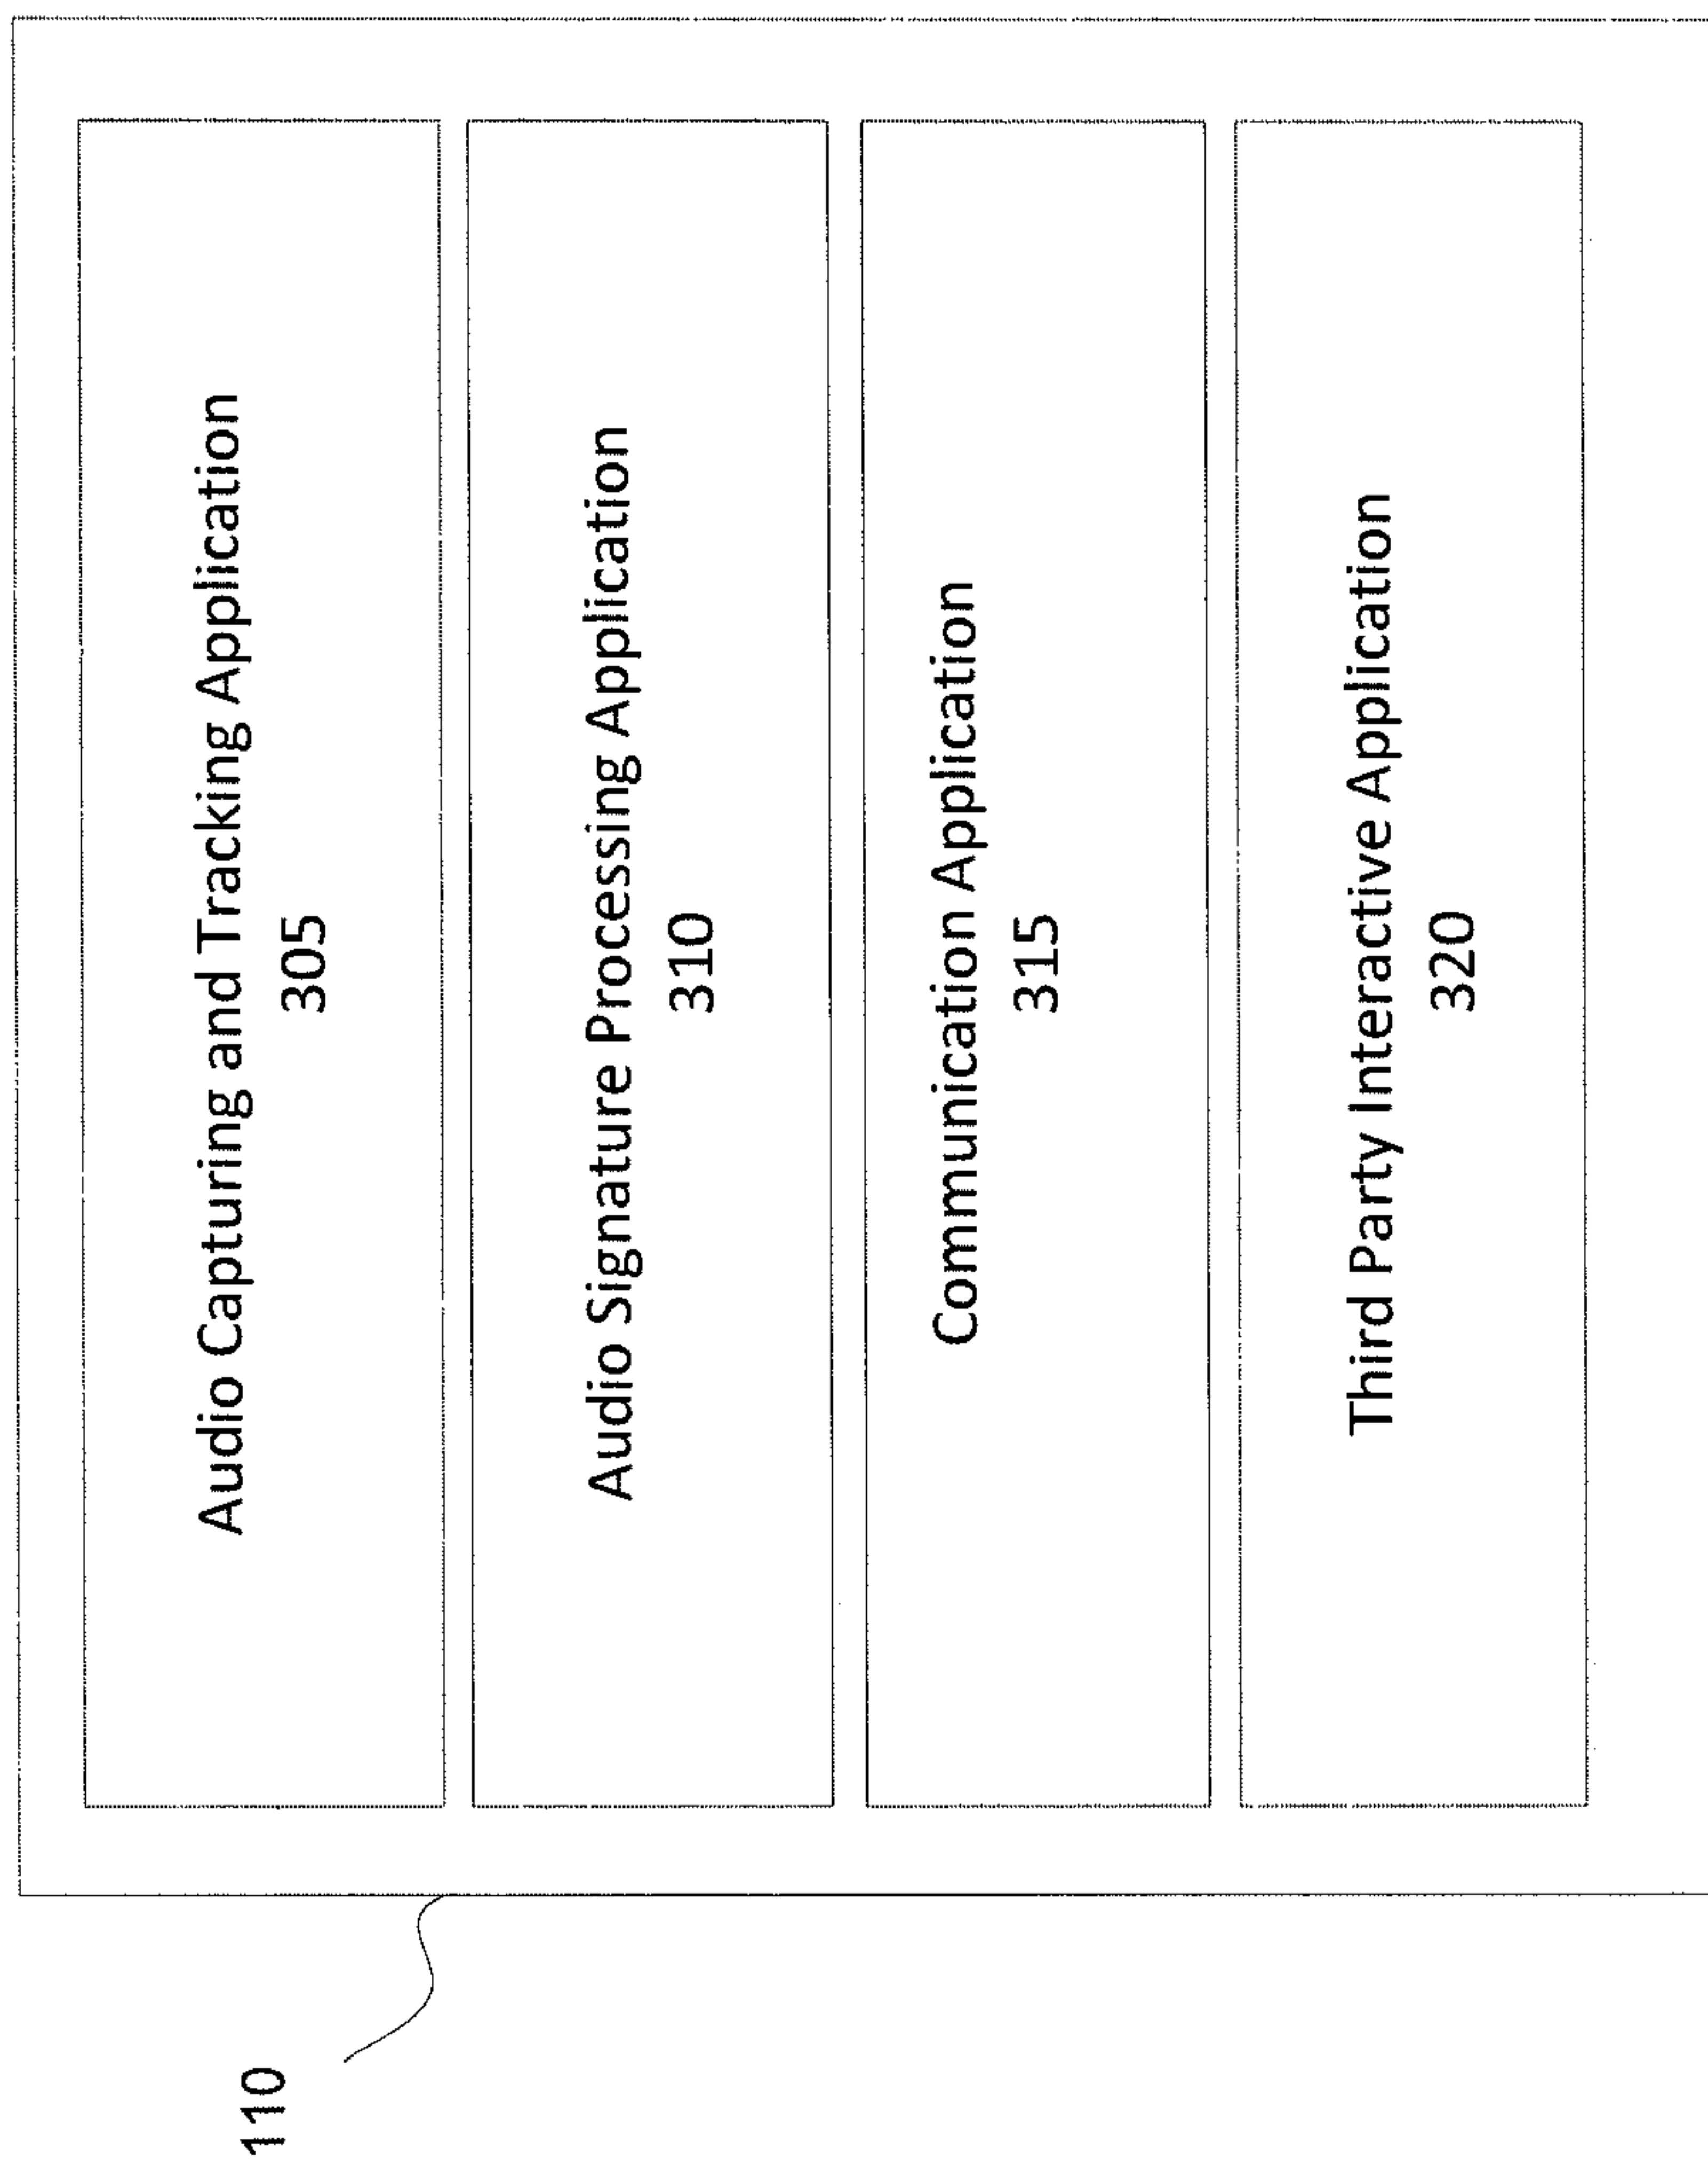 110
Audio Capturing and Tracking Application
305
Audio Signature Processing Application
310
Communication Application
315
Third Party Interactive Application
320